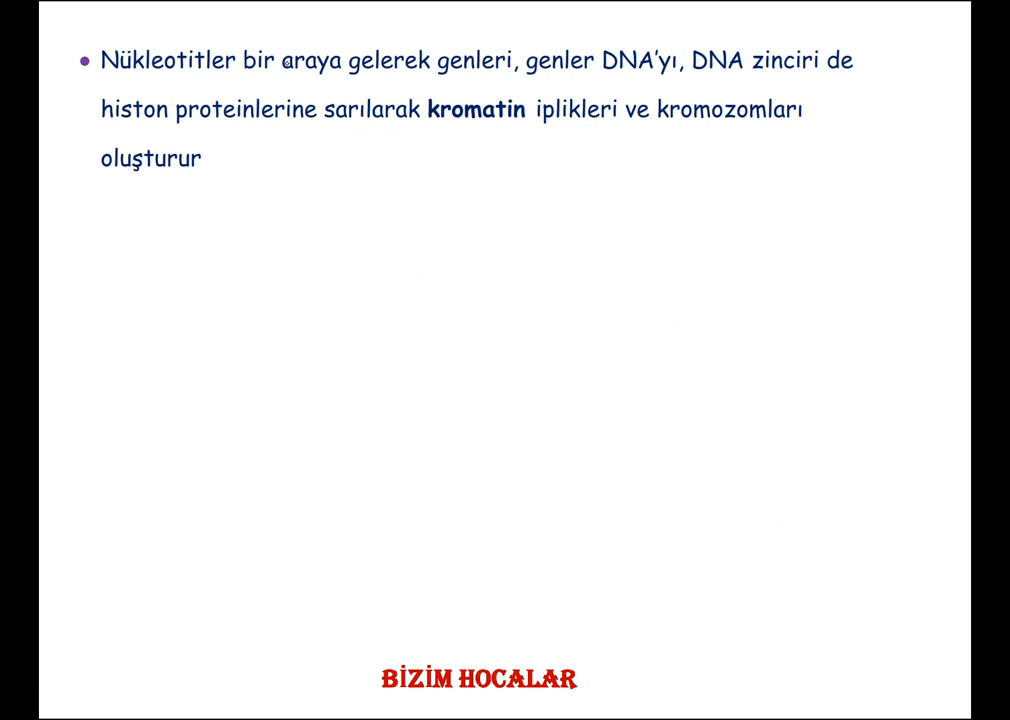 • Nükleotitler bir araya gelerek genleri, genler DNA'yı, DNA zinciri de
histon proteinlerine sarılarak kromatin iplikleri ve kromozomları
oluşturur
BİZİM HOCALAR